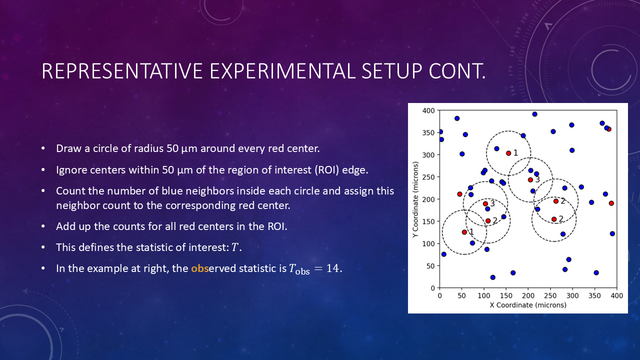 REPRESENTATIVE EXPERIMENTAL SETUP CONT.
• Draw a circle of radius 50 μm around every red center.
• Ignore centers within 50 μm of the region of interest (ROI) edge.
• Count the number of blue neighbors inside each circle and assign this
neighbor count to the corresponding red center.
• Add up the counts for all red centers in the ROI.
• This defines the statistic of interest: T.
• In the example at right, the observed statistic is T_obs = 14.
400
350
300
250
200
150
100
50
0
Y Coordinate (microns)
1
3
3
2
2
2
1
0 50 100 150 200 250 300 350 400
X Coordinate (microns)